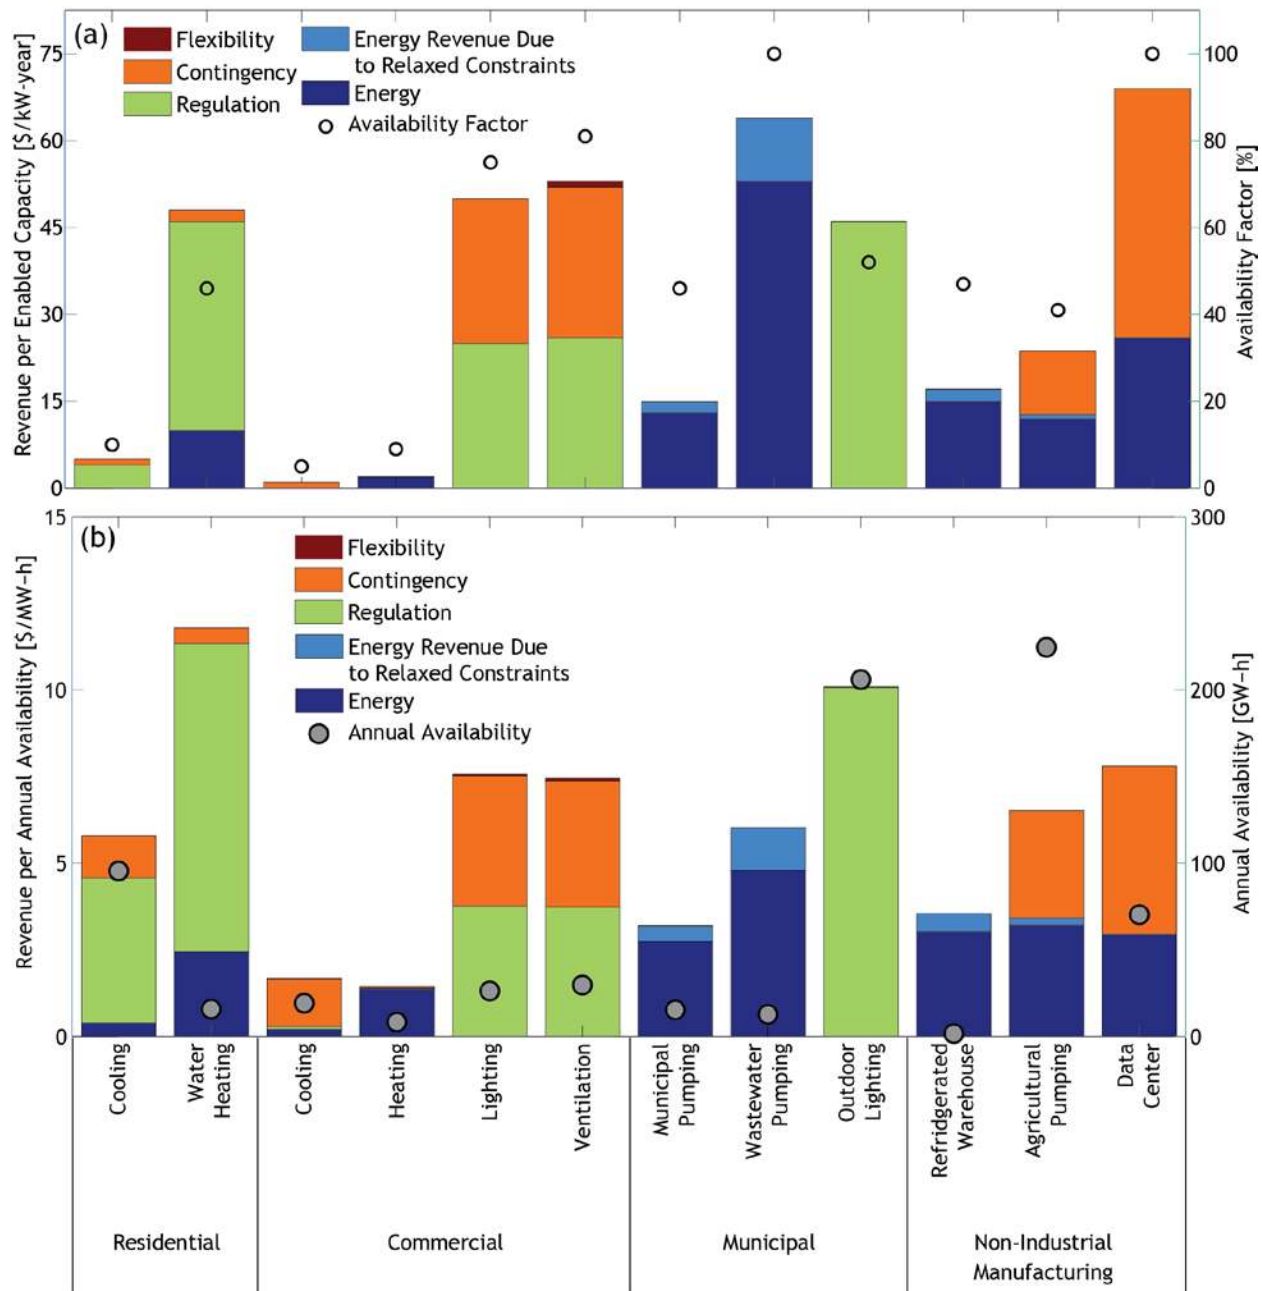 (a)
Flexibility
Contingency
Regulation
Energy Revenue Due
to Relaxed Constraints
Energy
Availability Factor
Revenue per Enabled Capacity [$/kW-year]
75
60
45
30
15
0
Availability Factor [%]
100
80
60
40
20
0
(b)
Flexibility
Contingency
Regulation
Energy Revenue Due
to Relaxed Constraints
Energy
Annual Availability
Revenue per Annual Availability [$/MW-h]
15
10
5
0
Annual Availability [GW-h]
300
200
100
0
Cooling
Water
Heating
Cooling
Heating
Lighting
Ventilation
Municipal
Pumping
Wastewater
Pumping
Outdoor
Lighting
Refridgerated
Warehouse
Agricultural
Pumping
Data
Center
Residential
Commercial
Municipal
Non-Industrial
Manufacturing